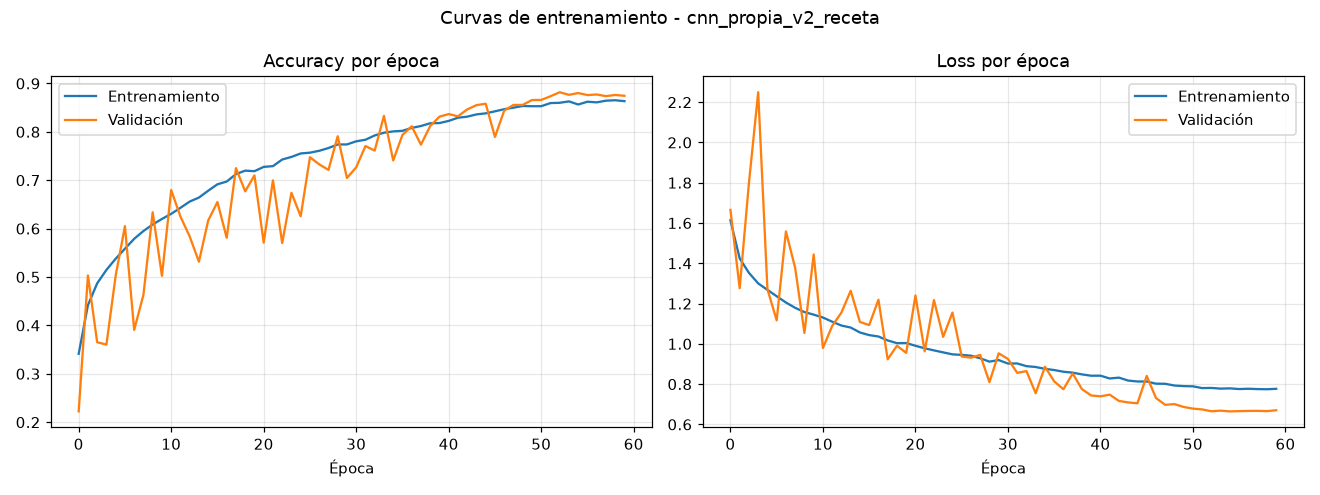 Curvas de entrenamiento - cnn_propia_v2_receta
Accuracy por época
Entrenamiento
Validación
0.9
0.8
0.7
0.6
0.5
0.4
0.3
0.2
0 10 20 30 40 50 60
Época
Loss por época
Entrenamiento
Validación
2.2
2.0
1.8
1.6
1.4
1.2
1.0
0.8
0.6
0 10 20 30 40 50 60
Época